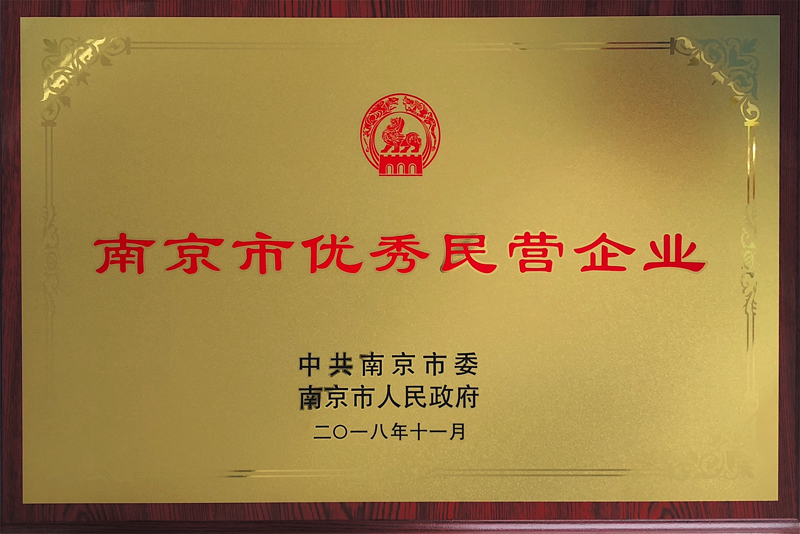 南京市优秀民营企业
中共南京市委
南京市人民政府
二〇一八年十一月